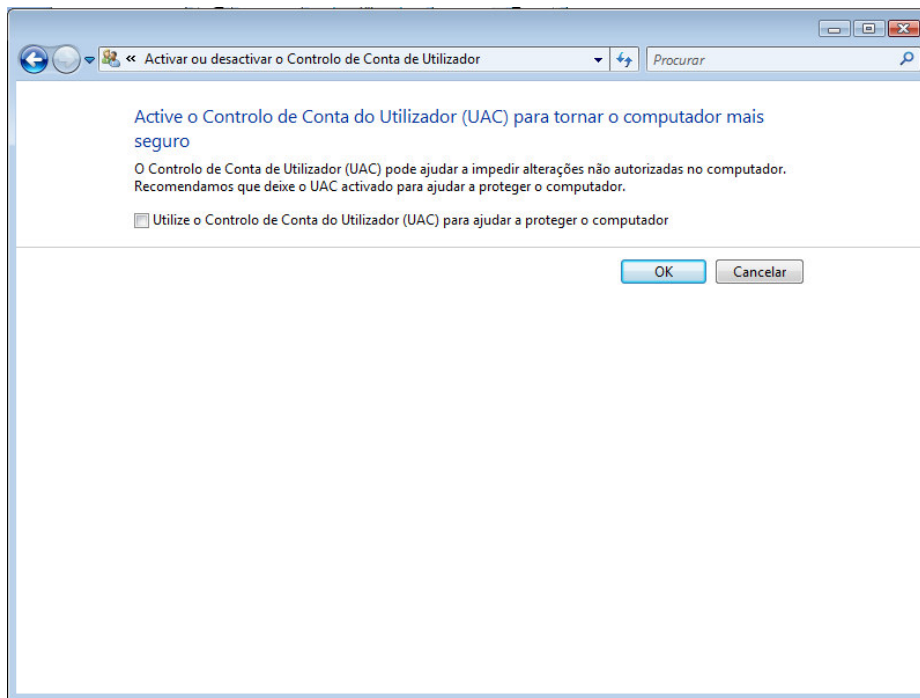 « Activar ou desactivar o Controlo de Conta de Utilizador
Procurar
Active o Controlo de Conta do Utilizador (UAC) para tornar o computador mais
seguro
O Controlo de Conta de Utilizador (UAC) pode ajudar a impedir alterações não autorizadas no computador.
Recomendamos que deixe o UAC activado para ajudar a proteger o computador.
Utilize o Controlo de Conta do Utilizador (UAC) para ajudar a proteger o computador
OK
Cancelar